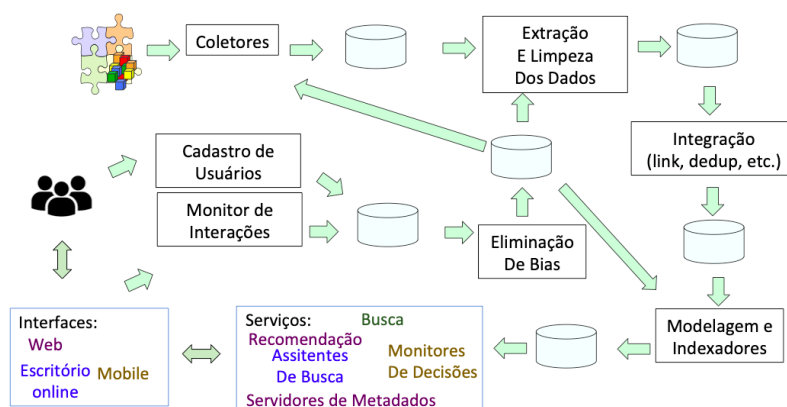 Coletores
Extração
E Limpeza
Dos Dados
Integração
(link, dedup, etc.)
Cadastro de
Usuários
Monitor de
Interações
Eliminação
De Bias
Modelagem e
Indexadores
Interfaces:
Web
Escritório
online
Mobile
Serviços:
Busca
Recomendação
Assitentes
De Busca
Monitores
De Decisões
Servidores de Metadados